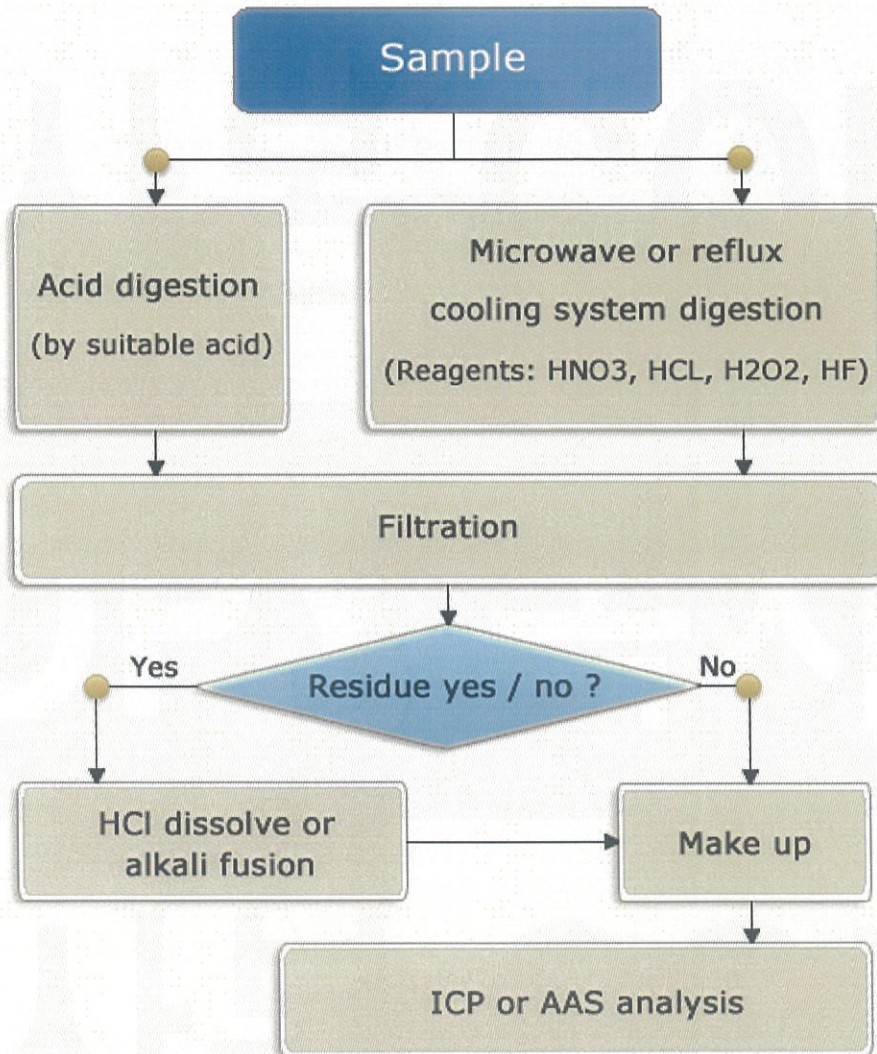 Sample
Acid digestion
(by suitable acid)
Microwave or reflux
cooling system digestion
(Reagents: HNO3, HCL, H2O2, HF)
Filtration
Residue yes / no ?
Yes
No
HCl dissolve or
alkali fusion
Make up
ICP or AAS analysis